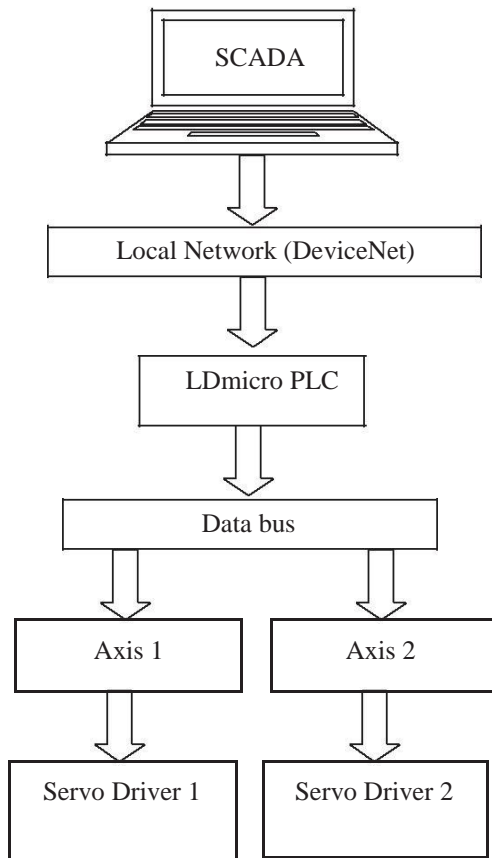 SCADA
Local Network (DeviceNet)
LDmicro PLC
Data bus
Axis 1
Axis 2
Servo Driver 1
Servo Driver 2